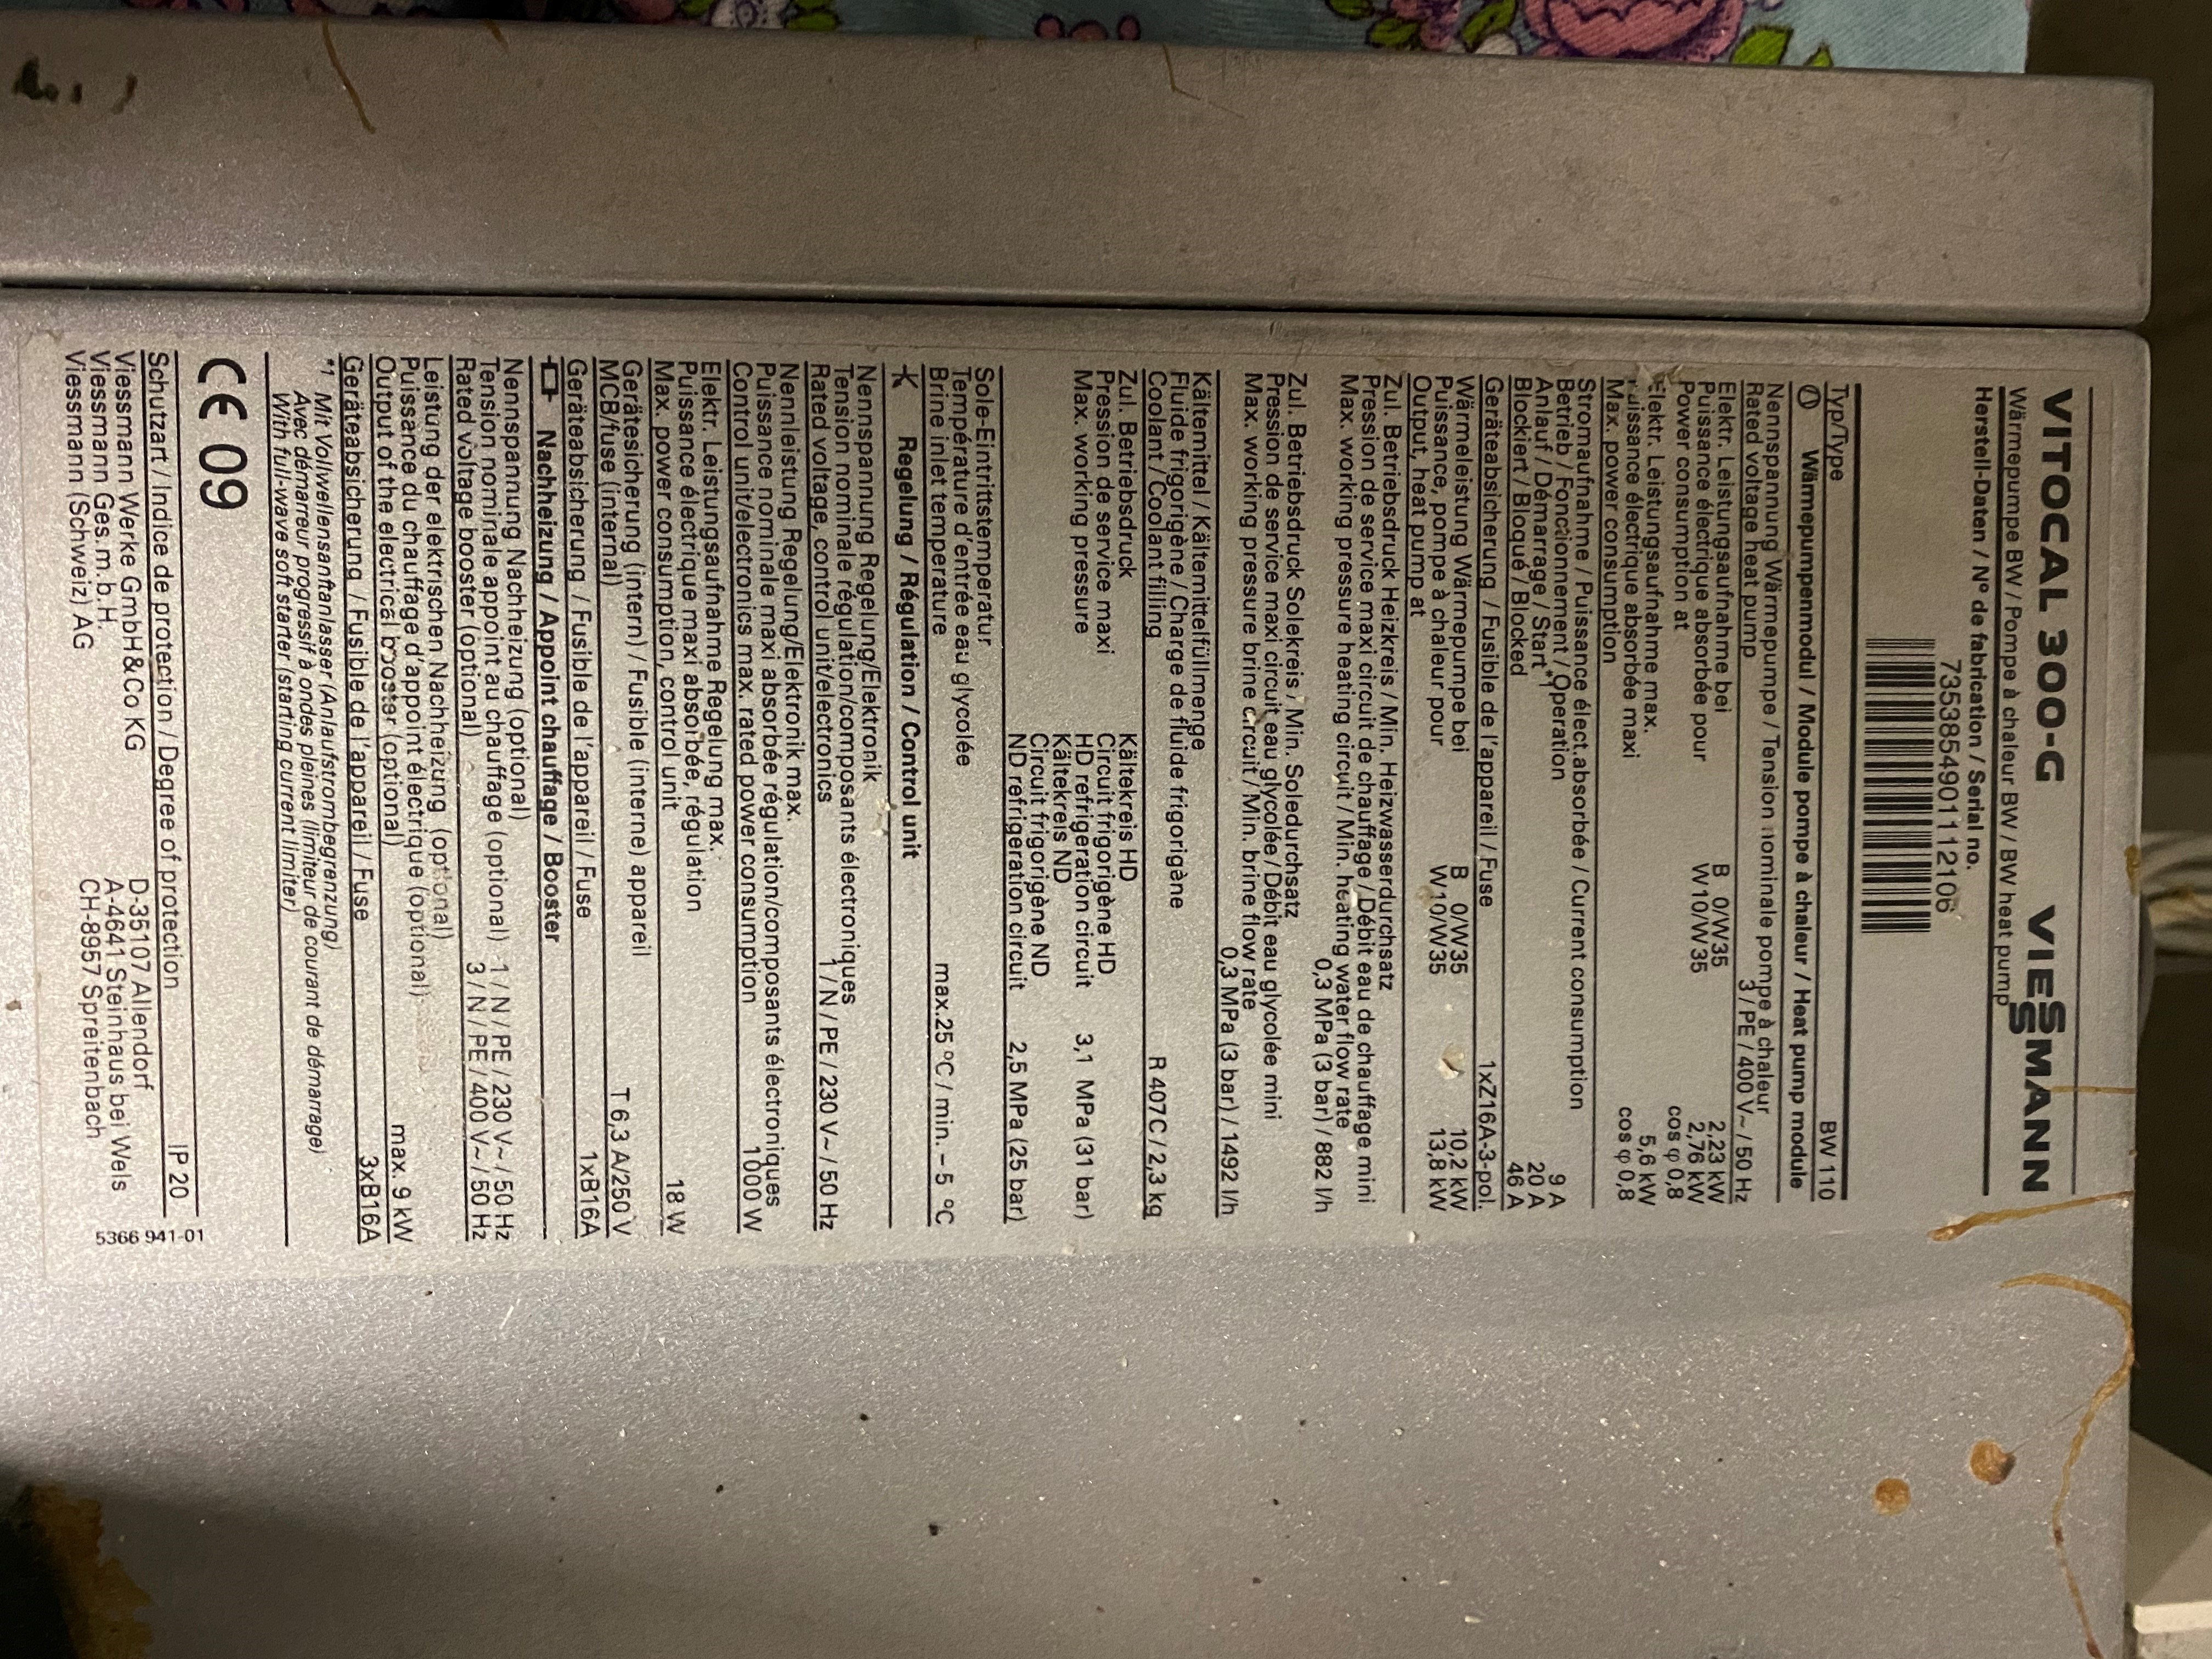 VITOCAL 300-G VIESMANN
Wärmepumpe BW / Pompe à chaleur BW / BW heat pump
Herstell-Daten / N° de fabrication / Serial no.
7353854901112106
Typ/Type BW 110
Wärmepumpenmodul / Module pompe à chaleur / Heat pump module
Nennspannung Wärmepumpe / Tension nominale pompe à chaleur
Rated voltage heat pump 3 / PE / 400 V~ / 50 Hz
Elektr. Leistungsaufnahme bei B 0/W35 2,23 kW
Puissance électrique absorbée pour W10/W35 2,76 kW
Power consumption at cos φ 0,8
Elektr. Leistungsaufnahme max. 5,6 kW
Puissance électrique absorbée maxi cos φ 0,8
Max. power consumption
Stromaufnahme / Puissance élect.absorbée / Current consumption
Betrieb / Fonctionnement / Operation 9 A
Anlauf / Démarrage / Start*1 20 A
Blockiert / Bloqué / Blocked 46 A
Geräteabsicherung / Fusible de l'appareil / Fuse 1xZ16A-3-pol.
Wärmeleistung Wärmepumpe bei B 0/W35 10,2 kW
Puissance, pompe à chaleur pour W10/W35 13,8 kW
Output, heat pump at
Zul. Betriebsdruck Heizkreis / Min. Heizwasserdurchsatz
Pression de service maxi circuit de chauffage / Débit eau de chauffage mini
Max. working pressure heating circuit / Min. heating water flow rate
0,3 MPa (3 bar) / 882 l/h
Zul. Betriebsdruck Solekreis / Min. Soledurchsatz
Pression de service maxi circuit eau glycolée / Débit eau glycolée mini
Max. working pressure brine circuit / Min. brine flow rate
0,3 MPa (3 bar) / 1492 l/h
Kältemittel / Kältemittelfüllmenge
Fluide frigorigène / Charge de fluide frigorigène
Coolant / Coolant filling R 407C / 2,3 kg
Zul. Betriebsdruck Kältekreis HD
Pression de service maxi Circuit frigorigène HD
Max. working pressure HD refrigeration circuit 3,1 MPa (31 bar)
Kältekreis ND
Circuit frigorigène ND
ND refrigeration circuit 2,5 MPa (25 bar)
Sole-Eintrittstemperatur
Température d'entrée eau glycolée
Brine inlet temperature max.25 °C / min. – 5 °C
Regelung / Régulation / Control unit
Nennspannung Regelung/Elektronik
Tension nominale régulation/composants électroniques
Rated voltage, control unit/electronics 1 / N / PE / 230 V~ / 50 Hz
Nennleistung Regelung/Elektronik max.
Puissance nominale maxi absorbée régulation/composants électroniques
Control unit/electronics max. rated power consumption 1000 W
Elektr. Leistungsaufnahme Regelung max.
Puissance électrique maxi absorbée, régulation
Max. power consumption, control unit 18 W
Gerätesicherung (intern) / Fusible (interne) appareil
MCB/fuse (internal) T 6,3 A/250 V
Geräteabsicherung / Fusible de l'appareil / Fuse 1xB16A
Nachheizung / Appoint chauffage / Booster
Nennspannung Nachheizung (optional)
Tension nominale appoint au chauffage (optional) 1 / N / PE / 230 V~ / 50 Hz
Rated voltage booster (optional) 3 / N / PE / 400 V~ / 50 Hz
Leistung der elektrischen Nachheizung (optional)
Puissance du chauffage d'appoint électrique (optional)
Output of the electrical booster (optional) max. 9 kW
Geräteabsicherung / Fusible de l'appareil / Fuse 3xB16A
*1 Mit Vollwellensanftanlasser (Anlaufstrombegrenzung)
Avec démarreur progressif à ondes pleines (limiteur de courant de démarrage)
With full-wave soft starter (starting current limiter)
CE 09
Schutzart / Indice de protection / Degree of protection IP 20
Viessmann Werke GmbH&Co KG D-35107 Allendorf
Viessmann Ges.m.b.H. A-4641 Steinhaus bei Wels
Viessmann (Schweiz) AG CH-8957 Spreitenbach
5366 941-01